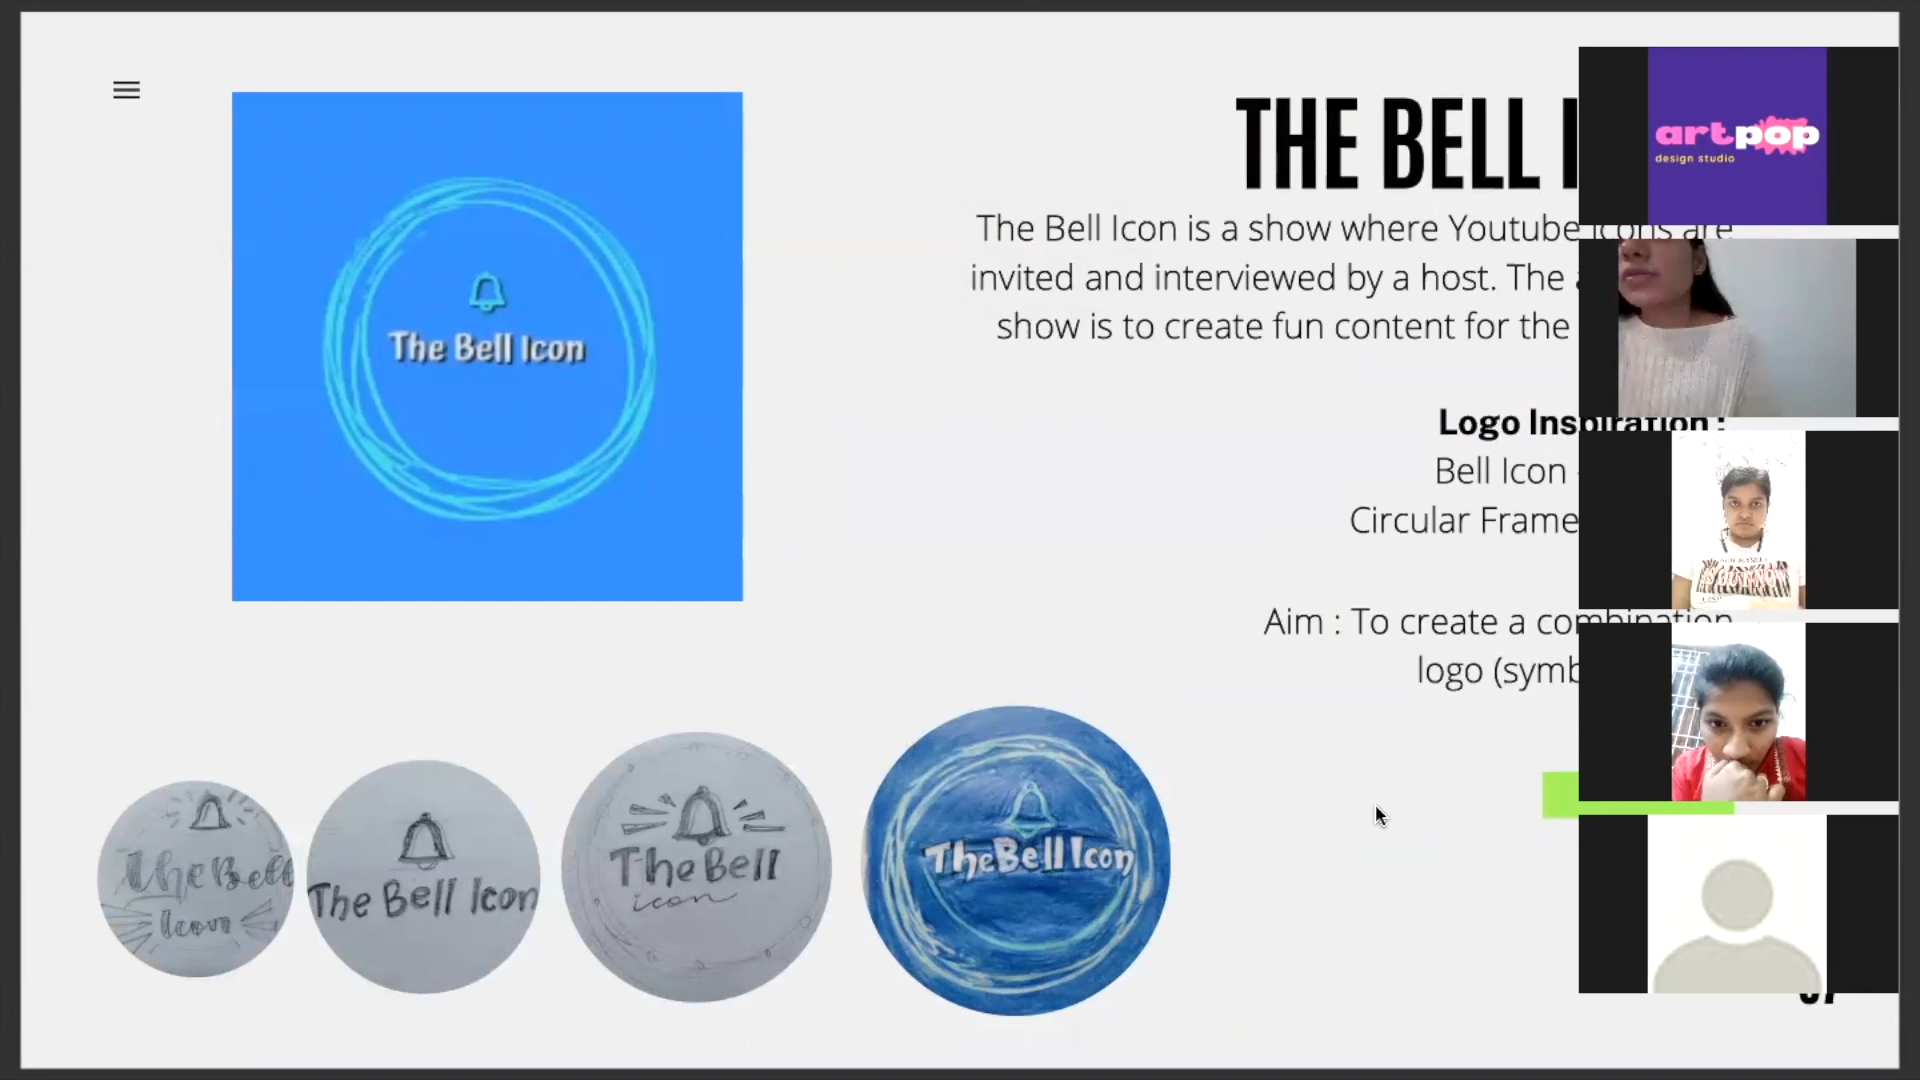 The Bell Icon
THE BELL
The Bell Icon is a show where Youtube icons are
invited and interviewed by a host. The
show is to create fun content for the
Logo Inspiration :
Bell Icon
Circular Frame
Aim : To create a combination
logo (symb
The Bell
Icon
The Bell Icon
The Bell
icon
The Bell Icon
artpop
design studio